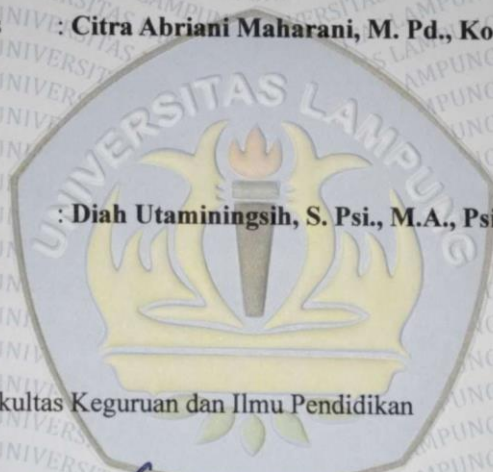 : Citra Abriani Maharani, M. Pd., Ko
UNIVERSITAS LAMPUNG
: Diah Utaminingsih, S. Psi., M.A., Psi
kultas Keguruan dan Ilmu Pendidikan